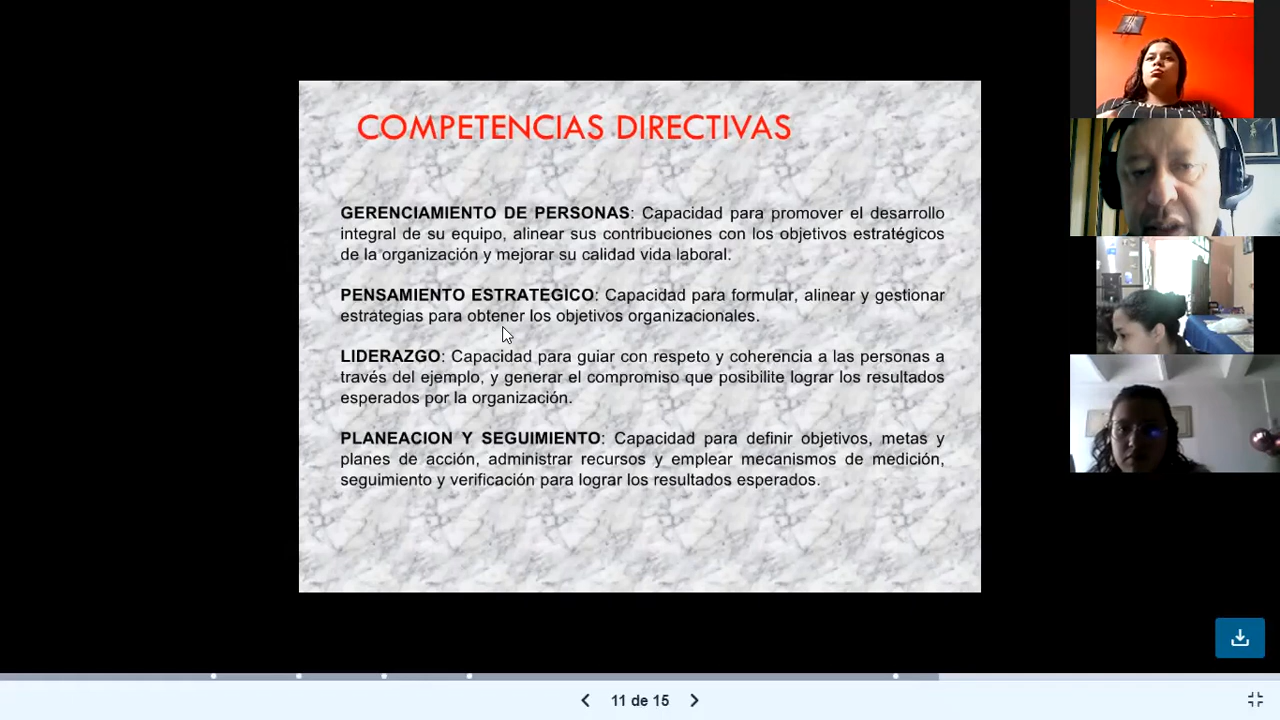 COMPETENCIAS DIRECTIVAS
GERENCIAMIENTO DE PERSONAS: Capacidad para promover el desarrollo
integral de su equipo, alinear sus contribuciones con los objetivos estratégicos
de la organización y mejorar su calidad vida laboral.
PENSAMIENTO ESTRATEGICO: Capacidad para formular, alinear y gestionar
estrategias para obtener los objetivos organizacionales.
LIDERAZGO: Capacidad para guiar con respeto y coherencia a las personas a
través del ejemplo, y generar el compromiso que posibilite lograr los resultados
esperados por la organización.
PLANEACION Y SEGUIMIENTO: Capacidad para definir objetivos, metas y
planes de acción, administrar recursos y emplear mecanismos de medición,
seguimiento y verificación para lograr los resultados esperados.
11 de 15